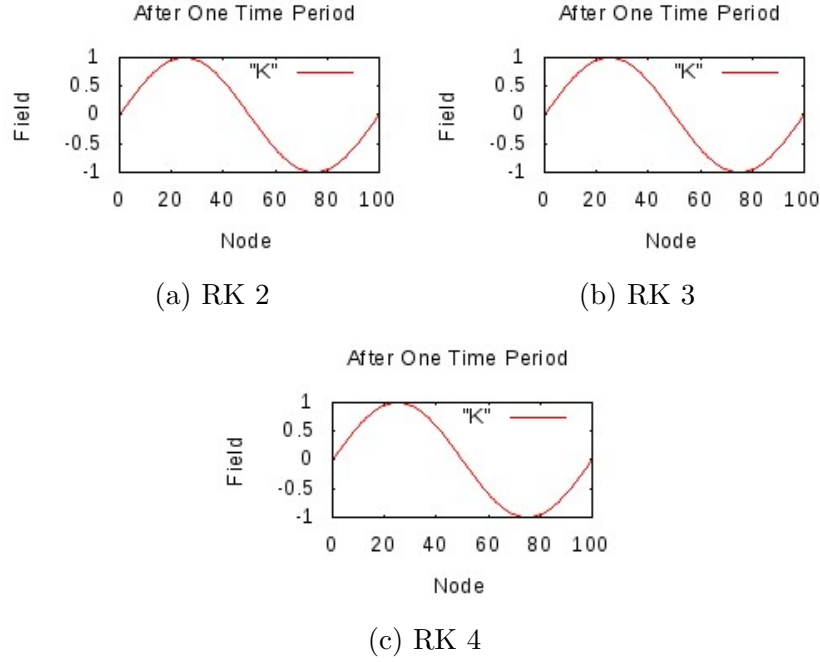 After One Time Period
"K"
Field
1
0.5
0
-0.5
-1
0 20 40 60 80 100
Node
(a) RK 2
After One Time Period
"K"
Field
1
0.5
0
-0.5
-1
0 20 40 60 80 100
Node
(b) RK 3
After One Time Period
"K"
Field
1
0.5
0
-0.5
-1
0 20 40 60 80 100
Node
(c) RK 4